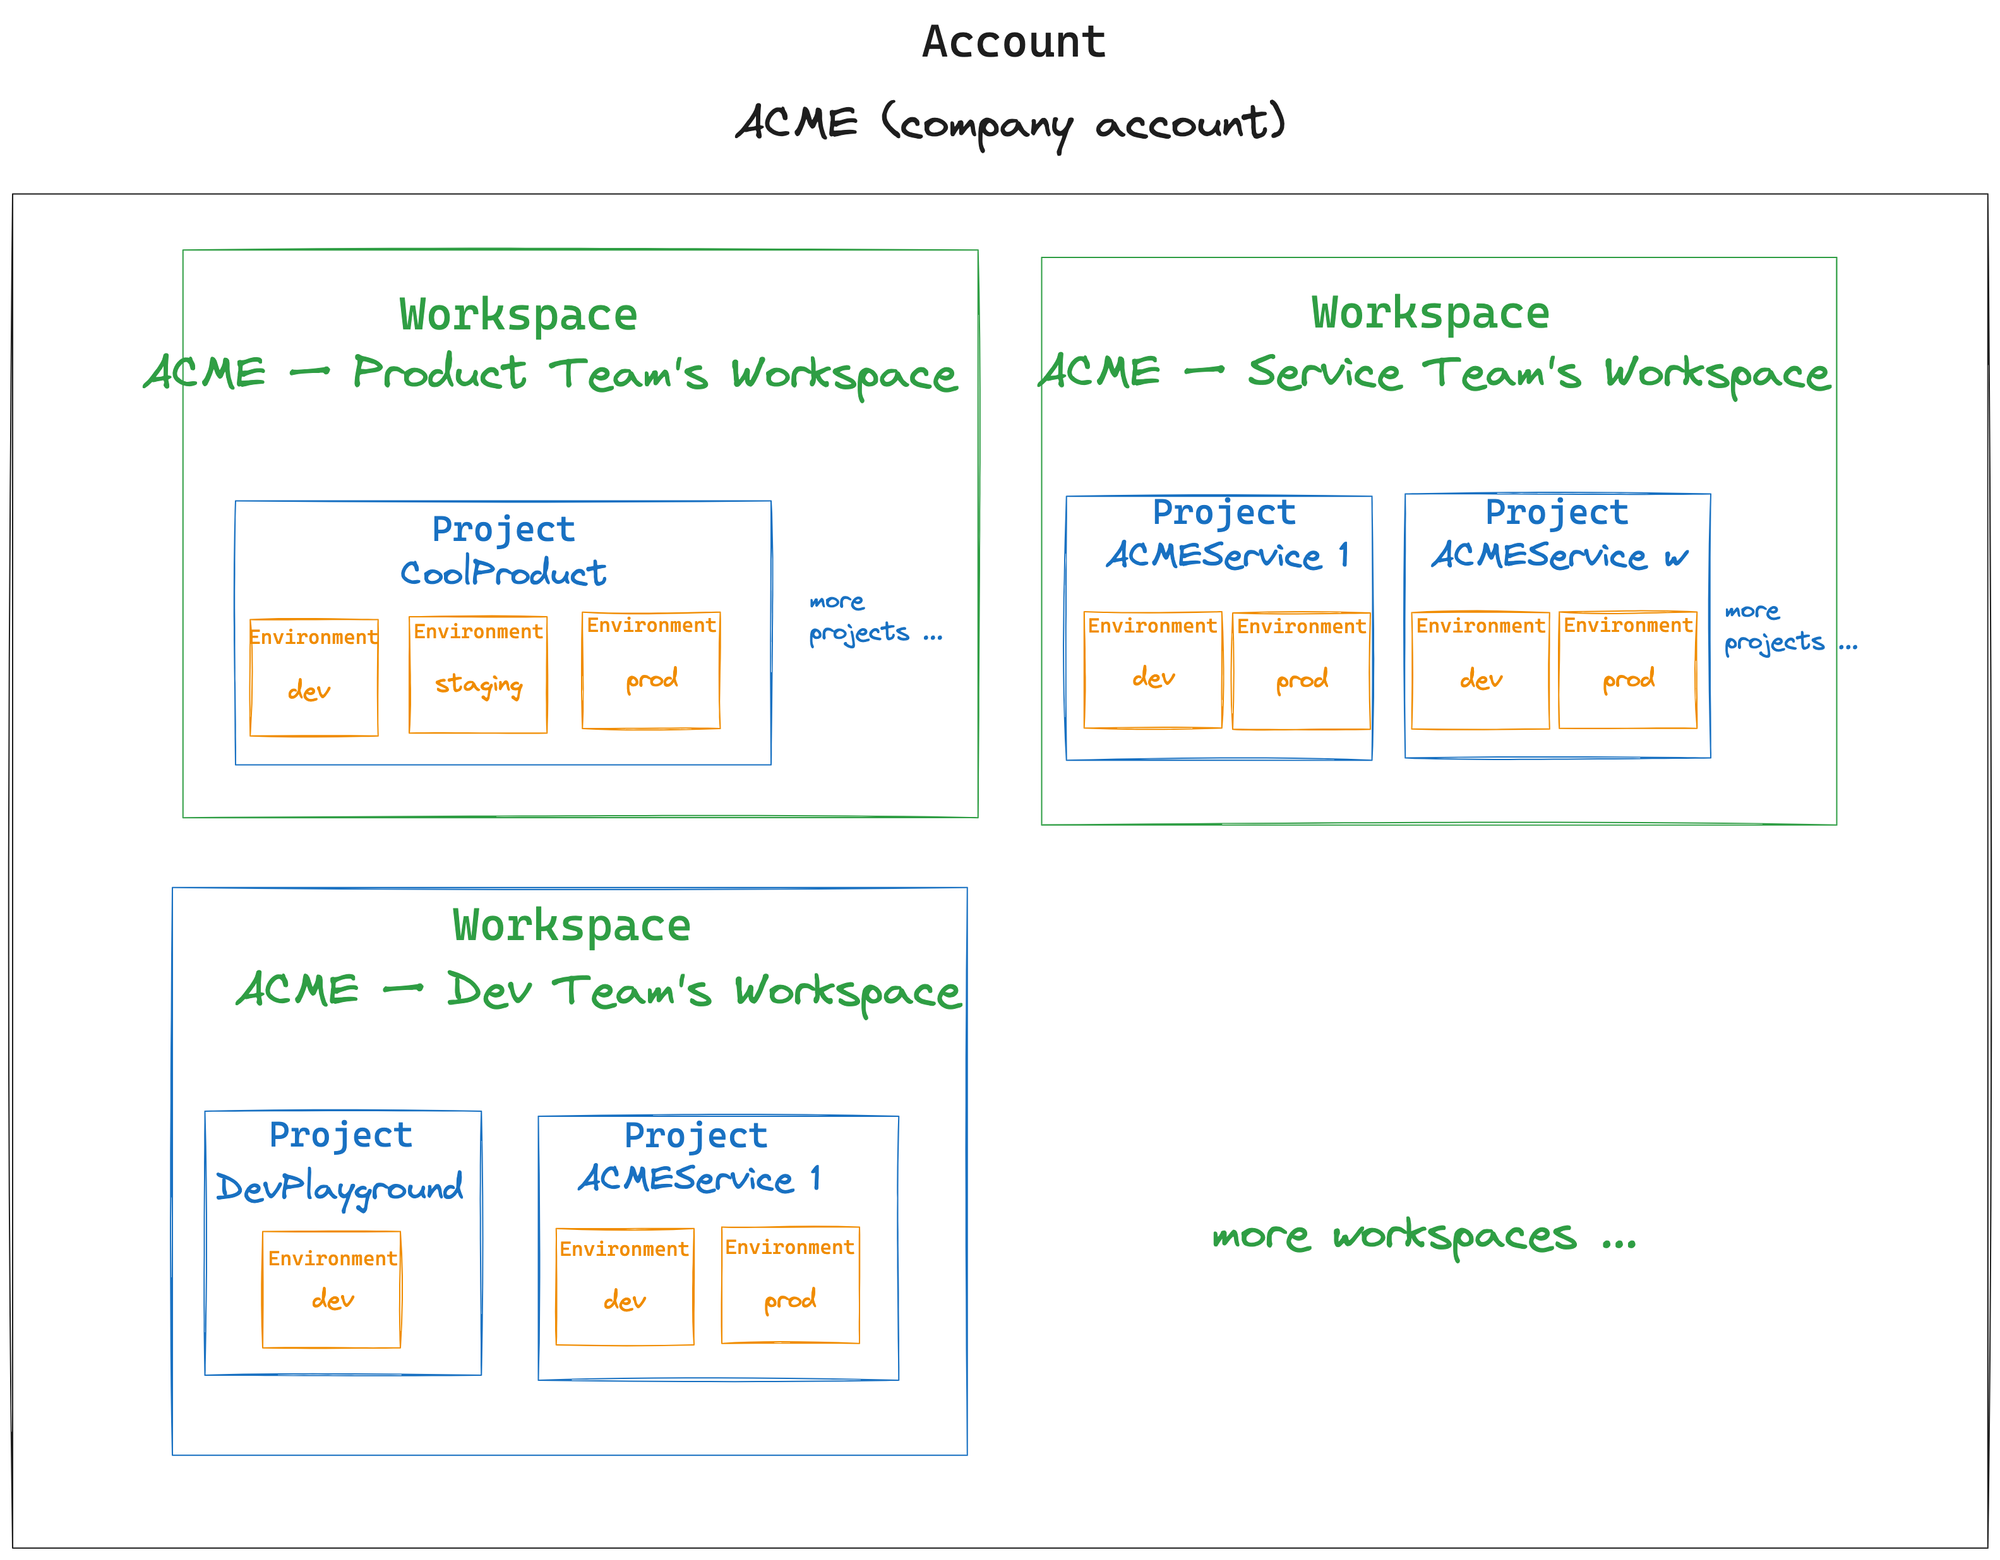 Account
ACME (company account)
Workspace
ACME — Product Team's Workspace
Project
CoolProduct
Environment
dev
Environment
staging
Environment
prod
more
projects ...
Workspace
ACME — Service Team's Workspace
Project
ACMEService 1
Environment
dev
Environment
prod
Project
ACMEService w
Environment
dev
Environment
prod
more
projects ...
Workspace
ACME — Dev Team's Workspace
Project
DevPlayground
Environment
dev
Project
ACMEService 1
Environment
dev
Environment
prod
more workspaces ...